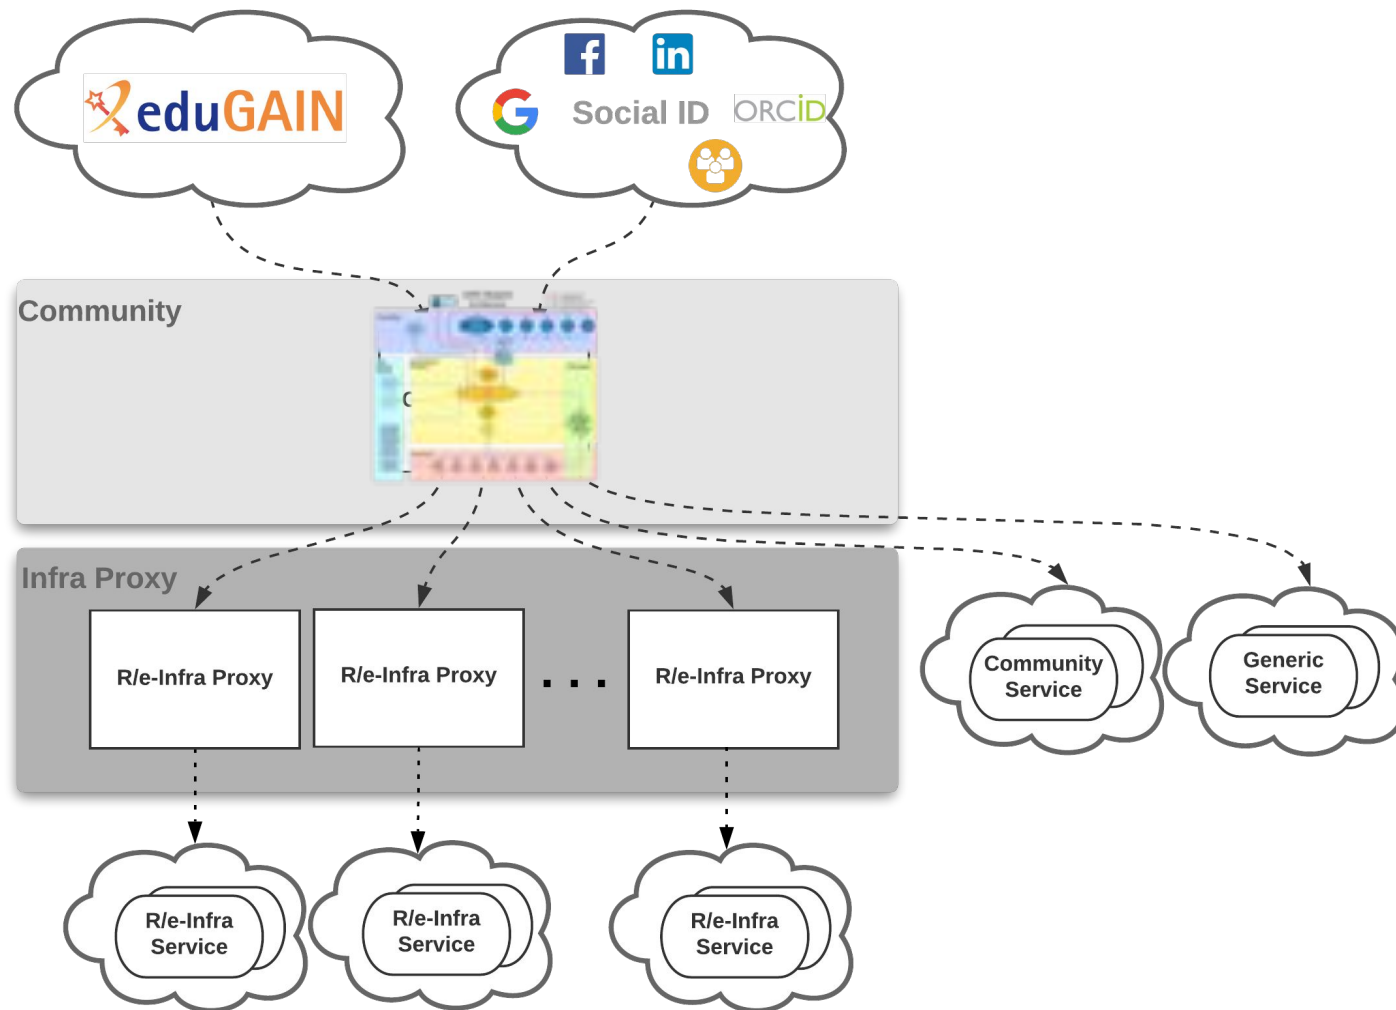 eduGAIN
Social ID
ORCID
Community
Infra Proxy
R/e-Infra Proxy
R/e-Infra Proxy
. . .
R/e-Infra Proxy
Community
Service
Generic
Service
R/e-Infra
Service
R/e-Infra
Service
R/e-Infra
Service